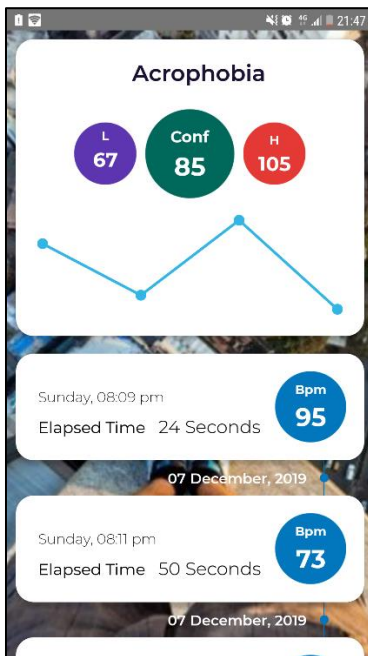 4G
21:47
Acrophobia
L
67
Conf
85
H
105
Sunday, 08:09 pm
Elapsed Time 24 Seconds
Bpm
95
07 December, 2019
Sunday, 08:11 pm
Elapsed Time 50 Seconds
Bpm
73
07 December, 2019